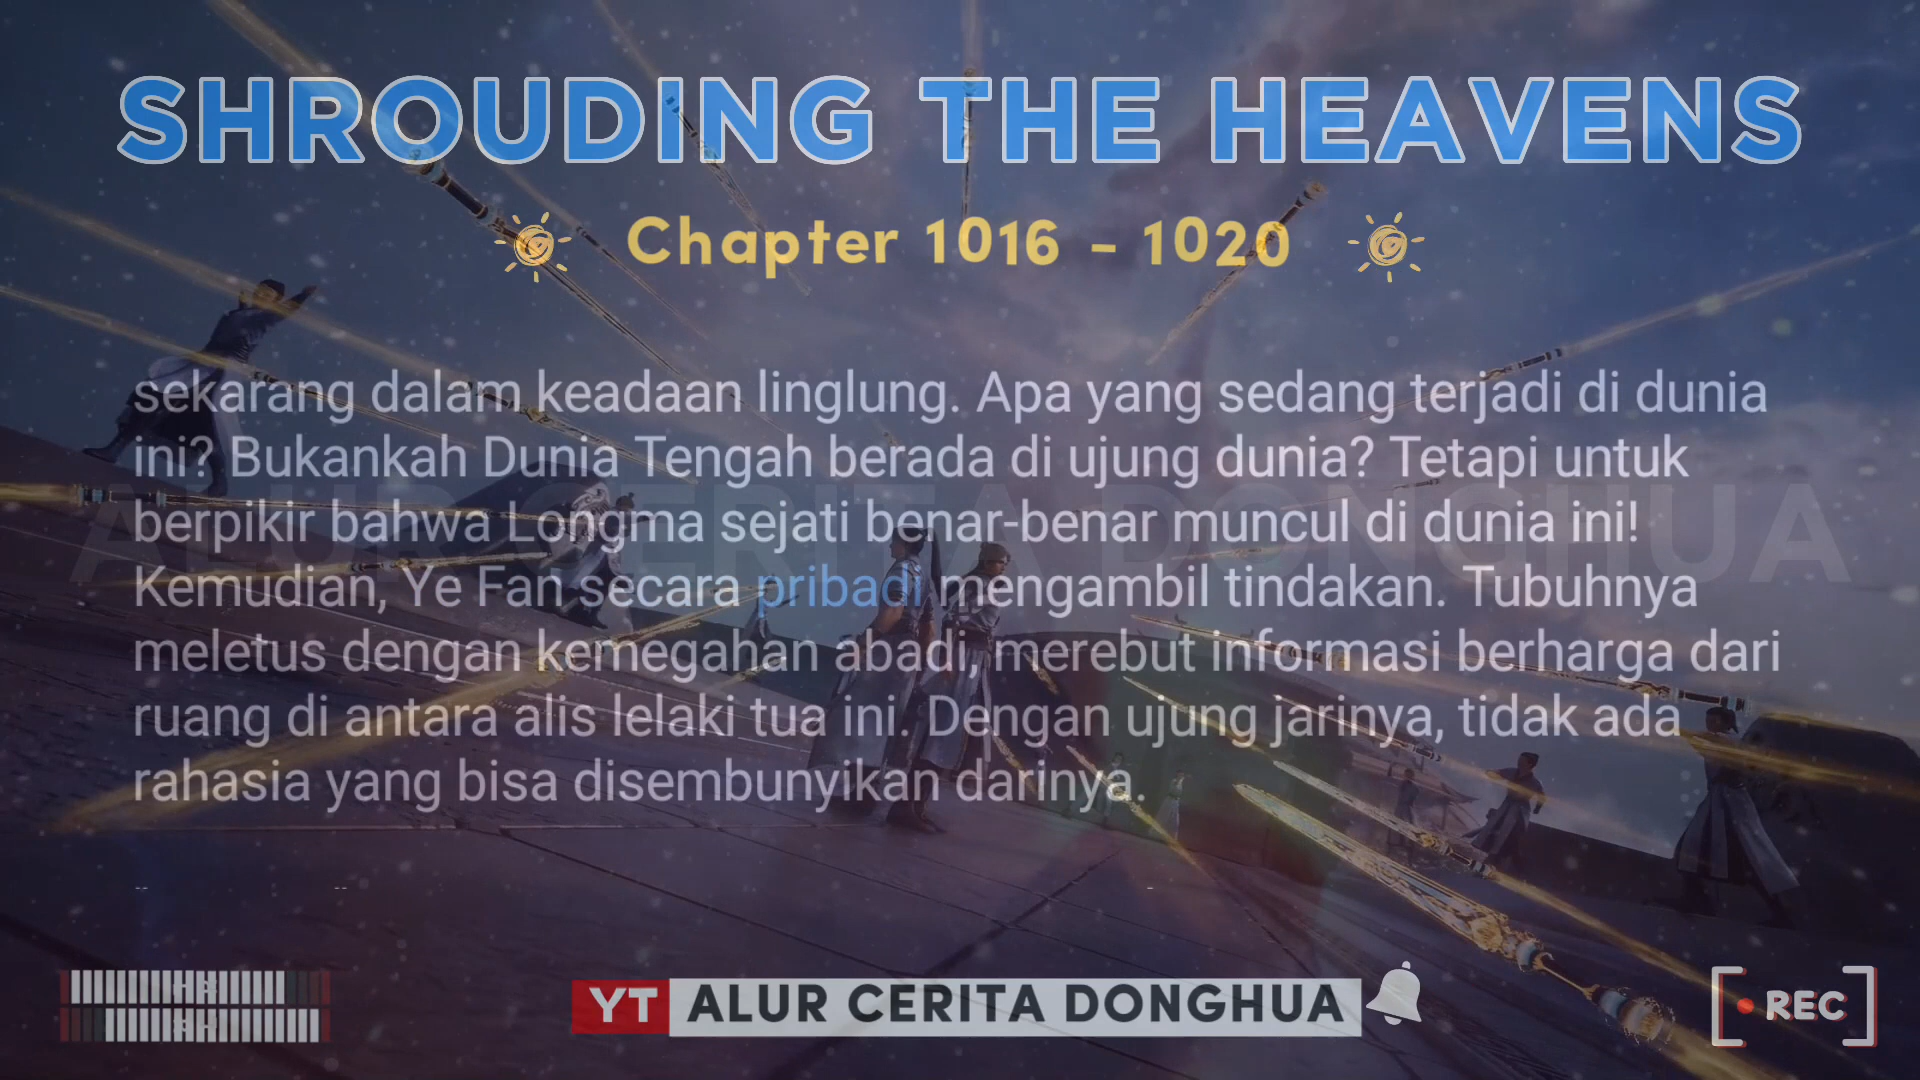 SHROUDING THE HEAVENS
Chapter 1016 - 1020
sekarang dalam keadaan linglung. Apa yang sedang terjadi di dunia
ini? Bukankah Dunia Tengah berada di ujung dunia? Tetapi untuk
ALUR CERITA DONGHUA
berpikir bahwa Longma sejati benar-benar muncul di dunia ini!
Kemudian, Ye Fan secara pribadi mengambil tindakan. Tubuhnya
meletus dengan kemegahan abadi, merebut informasi berharga dari
ruang di antara alis lelaki tua ini. Dengan ujung jarinya, tidak ada
rahasia yang bisa disembunyikan darinya.
YT ALUR CERITA DONGHUA
REC